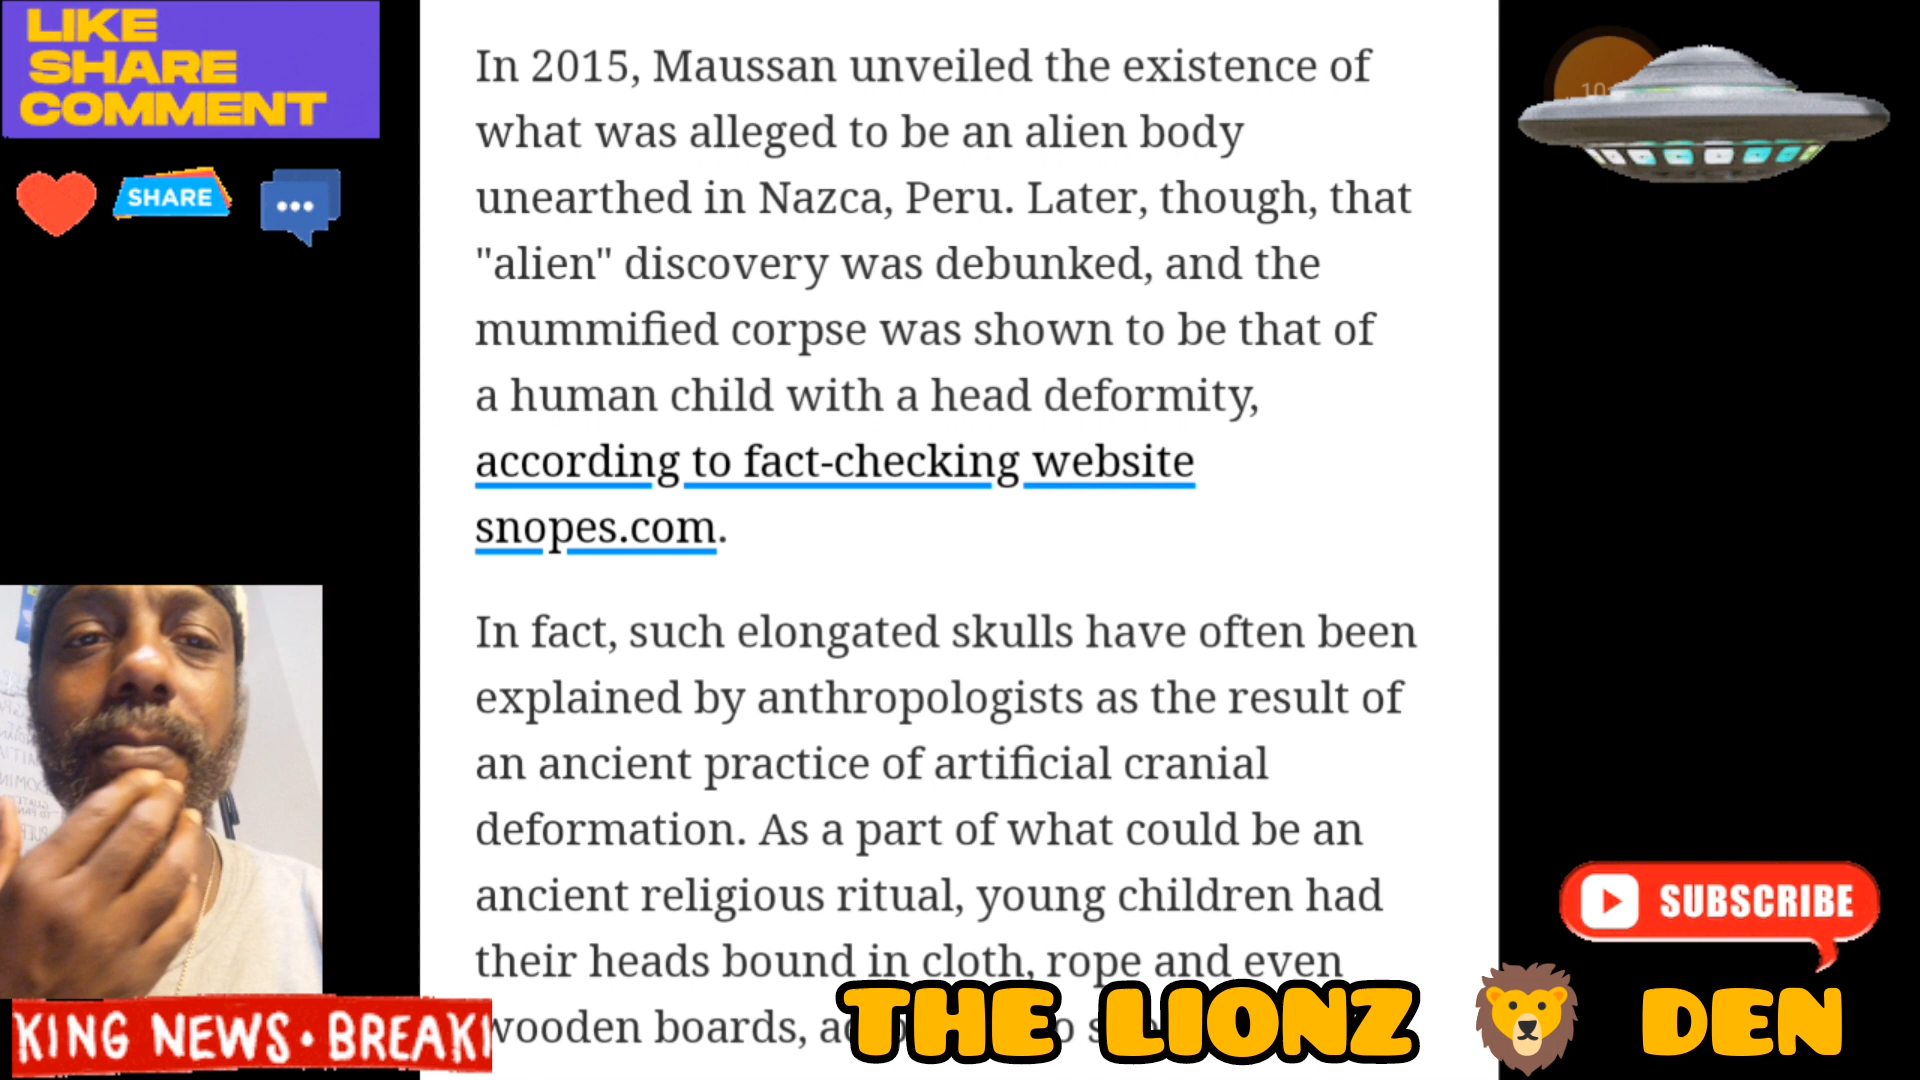 LIKE
SHARE
COMMENT
SHARE
In 2015, Maussan unveiled the existence of
what was alleged to be an alien body
unearthed in Nazca, Peru. Later, though, that
"alien" discovery was debunked, and the
mummified corpse was shown to be that of
a human child with a head deformity,
according to fact-checking website
snopes.com.
In fact, such elongated skulls have often been
explained by anthropologists as the result of
an ancient practice of artificial cranial
deformation. As a part of what could be an
ancient religious ritual, young children had
their heads bound in cloth, rope and even
wooden boards,
10
SUBSCRIBE
KING NEWS • BREAKI
THE LIONZ DEN